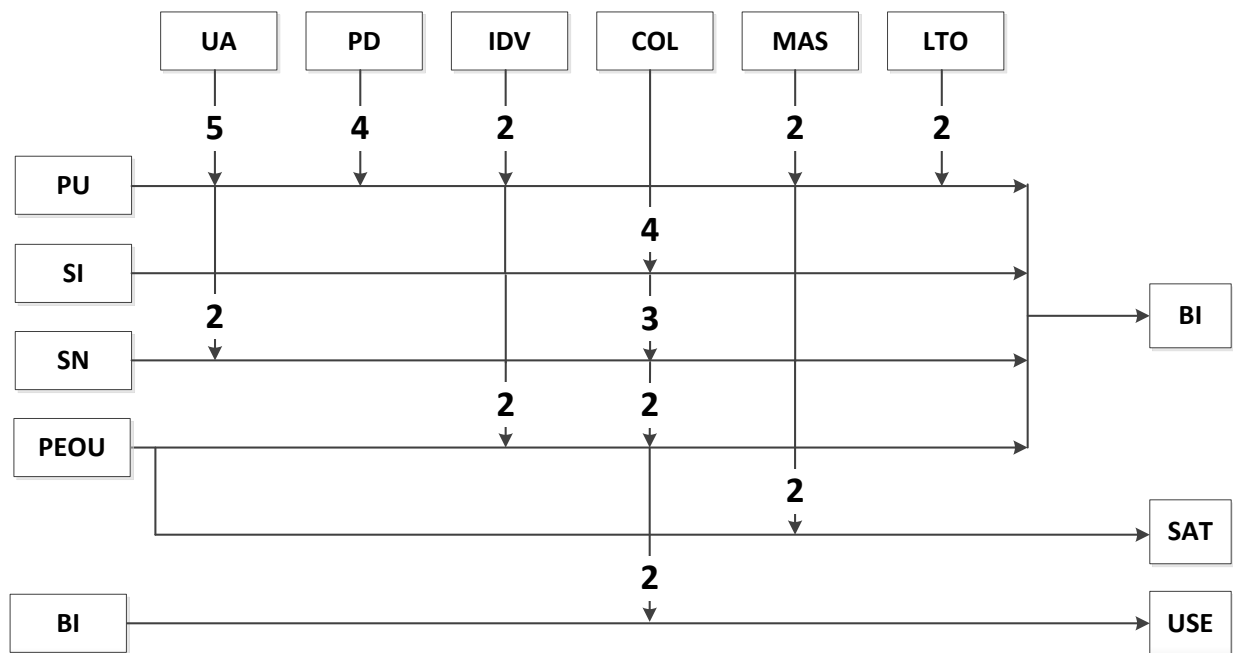 UA PD IDV COL MAS LTO
5 4 2 2 2
PU
4
SI
2 3
BI
SN
2 2
PEOU
2
SAT
2
BI USE